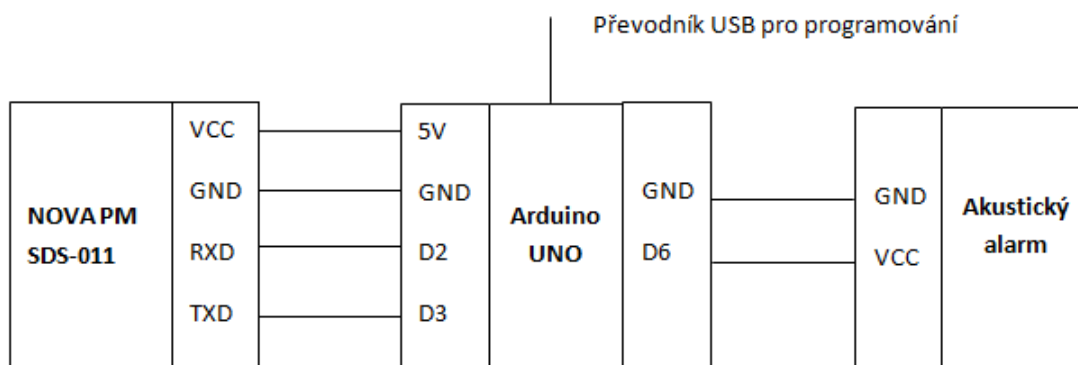 Převodník USB pro programování
NOVA PM
SDS-011
VCC
GND
RXD
TXD
5V
GND
D2
D3
Arduino
UNO
GND
D6
GND
VCC
Akustický
alarm